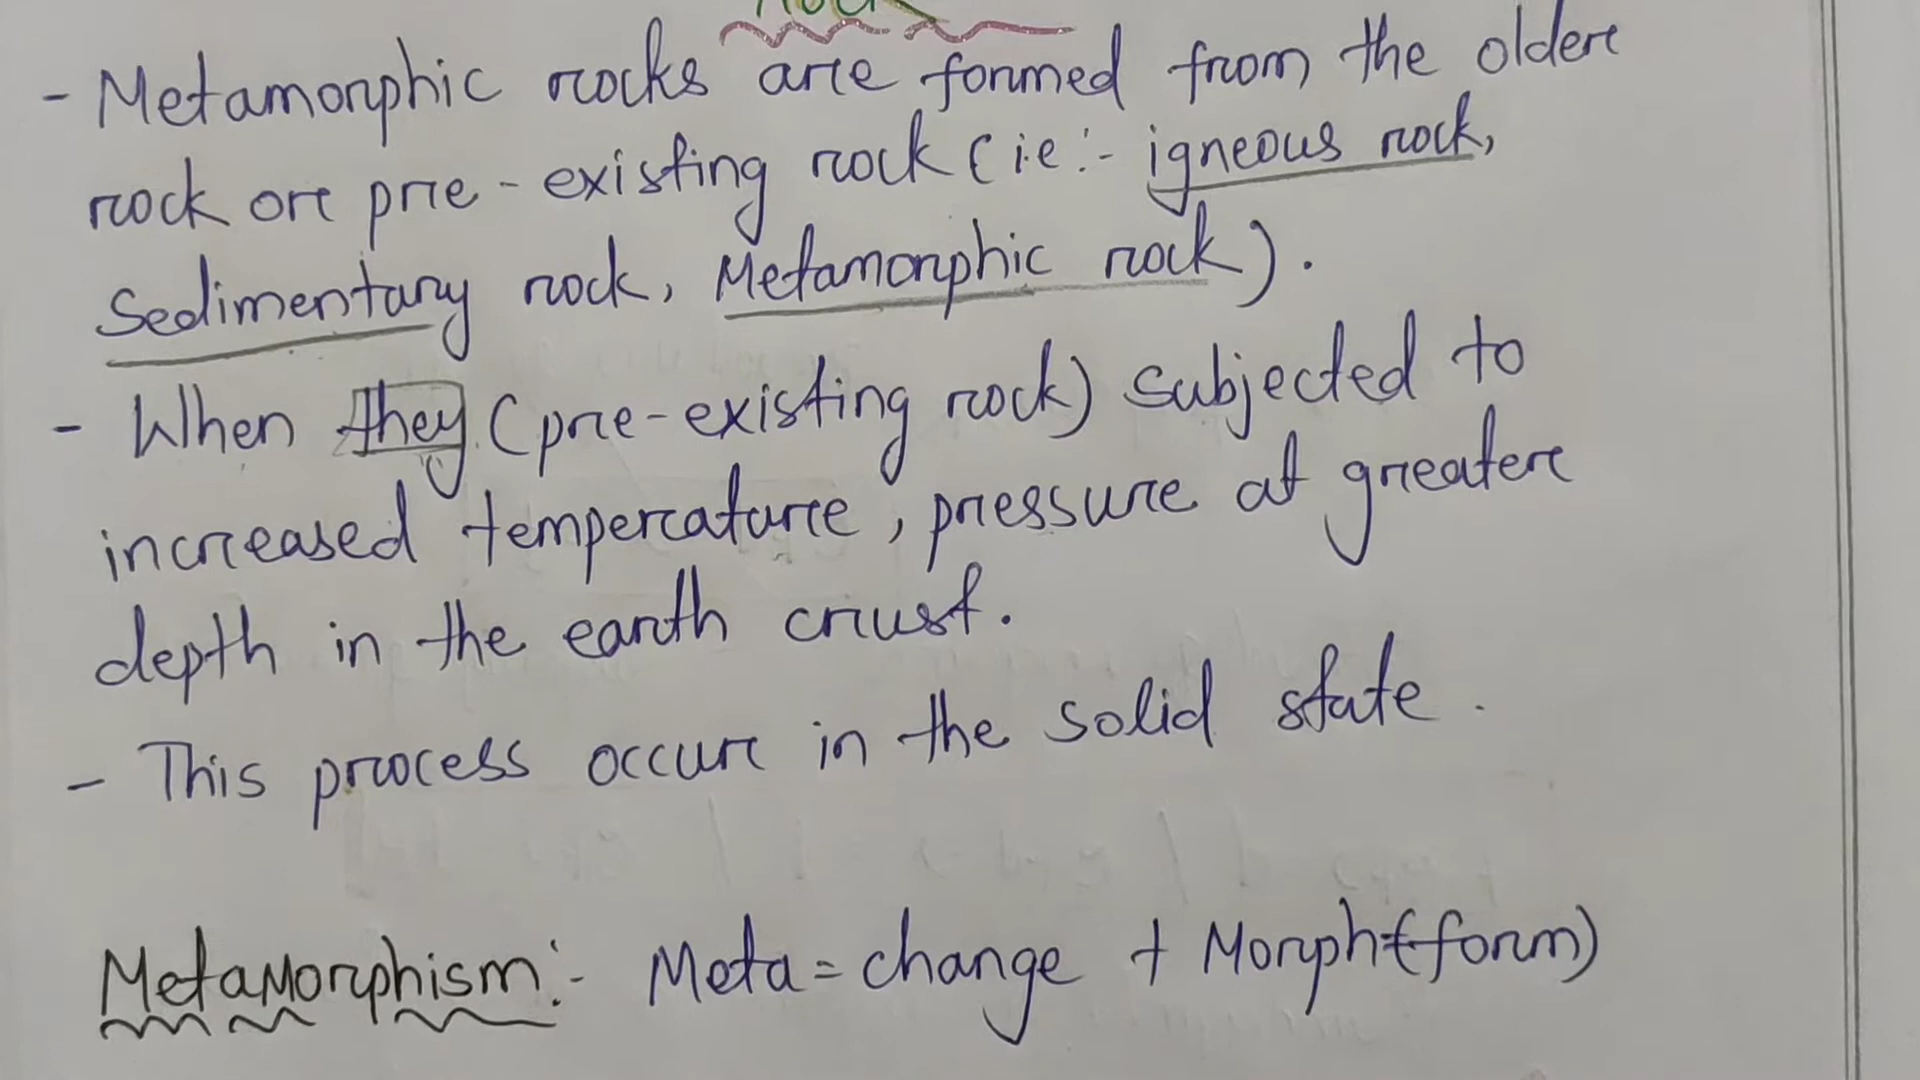 Rock
- Metamorphic rocks are formed from the older
rock or pre-existing rock (i.e:- igneous rock,
Sedimentary rock, Metamorphic rock).
- When they (pre-existing rock) subjected to
increased temperature, pressure at greater
depth in the earth crust.
- This process occure in the solid state.
Metamorphism:- Meta=change + Morph=(form)